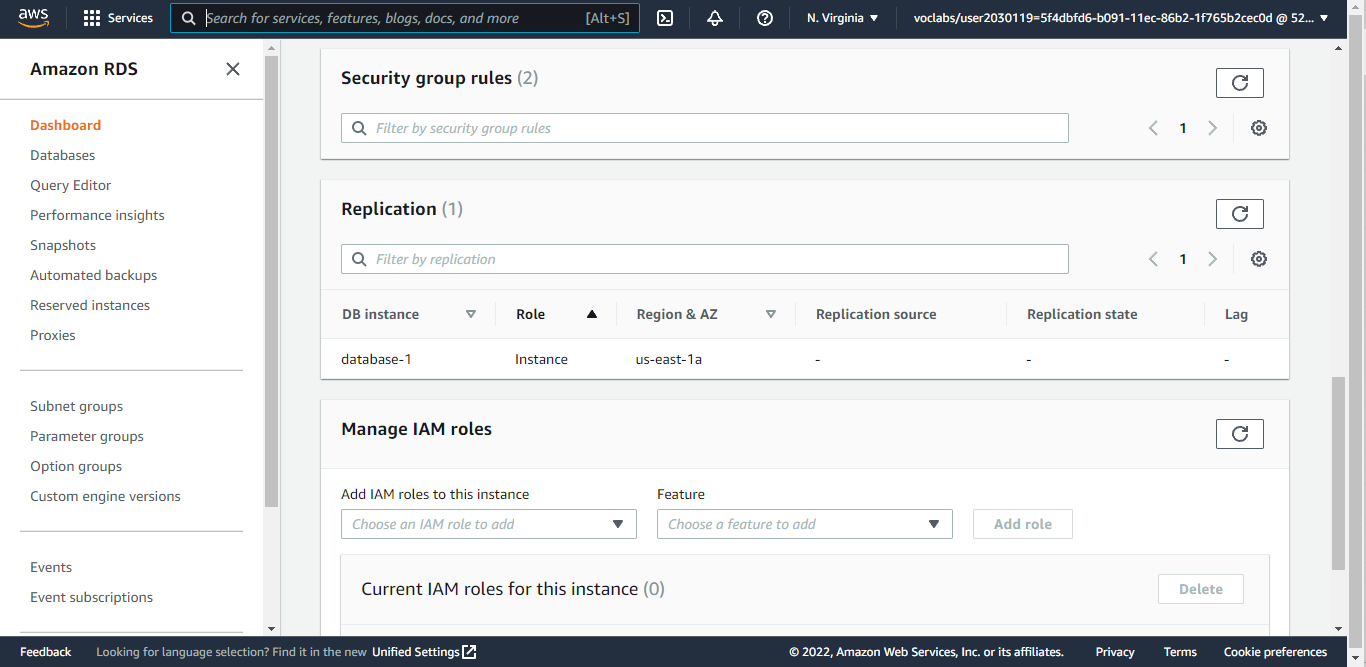 aws
Services
Search for services, features, blogs, docs, and more [Alt+S]
N. Virginia
voclabs/user2030119=5f4dbfd6-b091-11ec-86b2-1f765b2cec0d @ 52...
Amazon RDS
Dashboard
Databases
Query Editor
Performance insights
Snapshots
Automated backups
Reserved instances
Proxies
Subnet groups
Parameter groups
Option groups
Custom engine versions
Events
Event subscriptions
Security group rules (2)
Filter by security group rules
1
Replication (1)
Filter by replication
1
DB instance Role Region & AZ Replication source Replication state Lag
database-1 Instance us-east-1a - - -
Manage IAM roles
Add IAM roles to this instance Feature
Choose an IAM role to add Choose a feature to add Add role
Current IAM roles for this instance (0) Delete
Feedback Looking for language selection? Find it in the new Unified Settings © 2022, Amazon Web Services, Inc. or its affiliates. Privacy Terms Cookie preferences